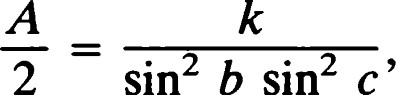 A/2 = k/(sin² b sin² c),